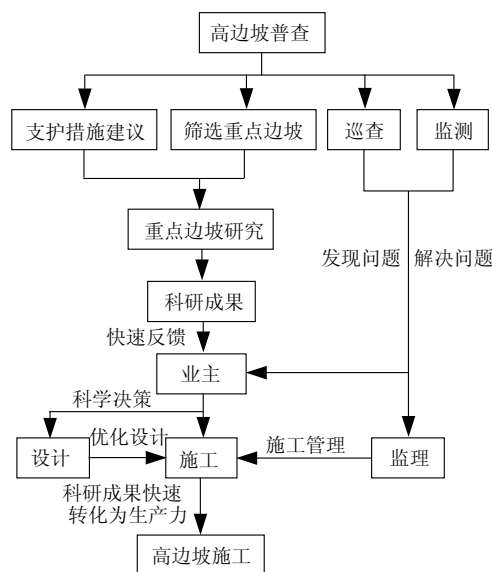 高边坡普查
支护措施建议
筛选重点边坡
巡查
监测
重点边坡研究
发现问题
解决问题
科研成果
快速反馈
业主
科学决策
优化设计
设计
施工
施工管理
监理
科研成果快速
转化为生产力
高边坡施工